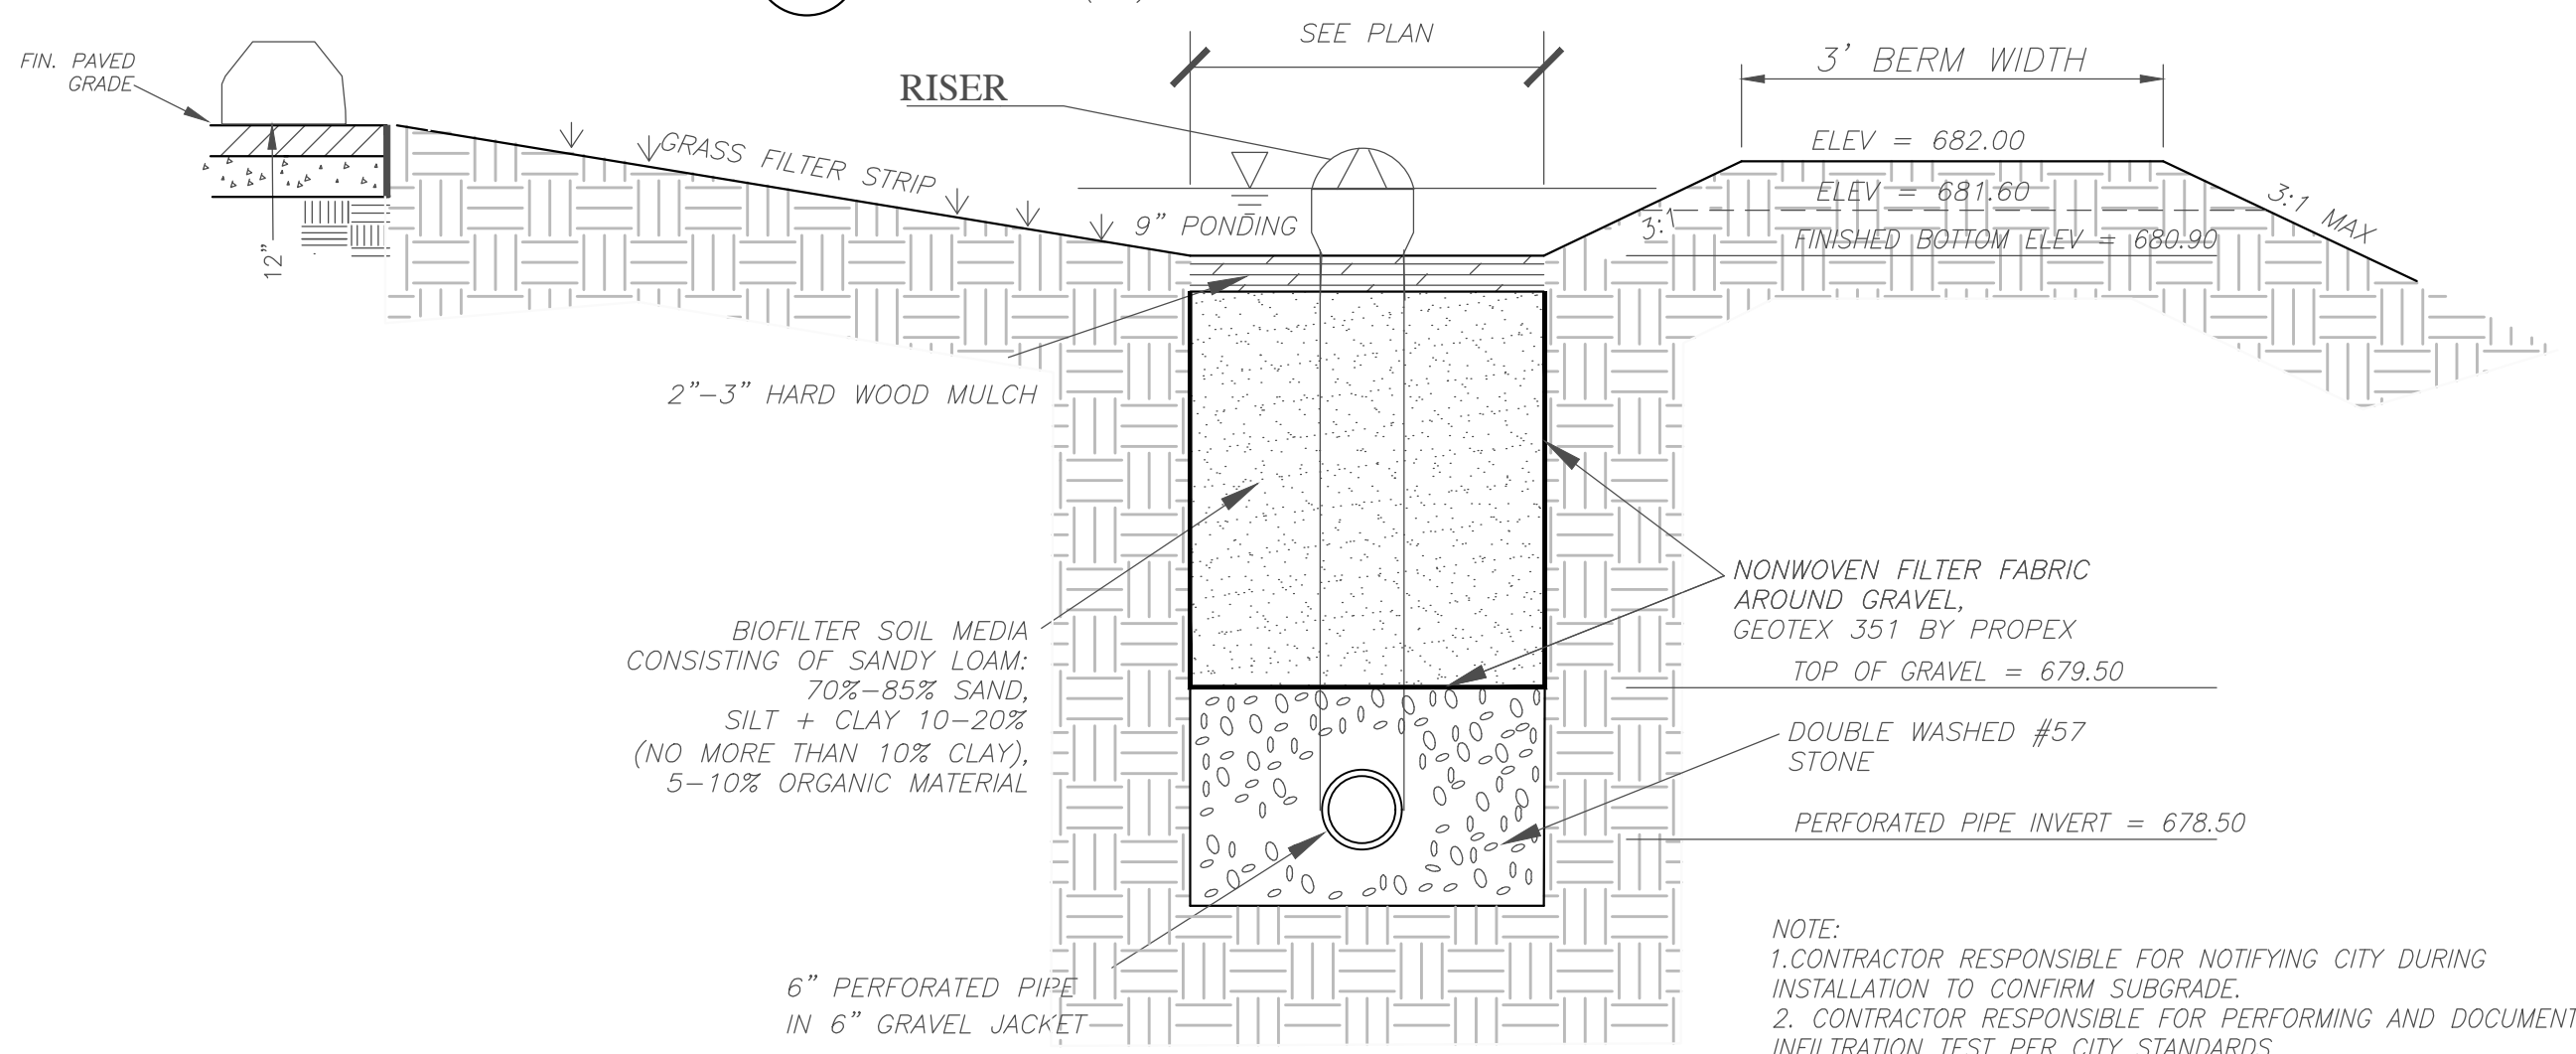 SEE PLAN
FIN. PAVED
GRADE
RISER
3' BERM WIDTH
ELEV = 682.00
GRASS FILTER STRIP
ELEV = 681.60
3:1 MAX
9" PONDING
3:1
FINISHED BOTTOM ELEV = 680.90
12"
2"-3" HARD WOOD MULCH
NONWOVEN FILTER FABRIC
AROUND GRAVEL,
GEOTEX 351 BY PROPEX
BIOFILTER SOIL MEDIA
CONSISTING OF SANDY LOAM:
70%-85% SAND,
SILT + CLAY 10-20%
(NO MORE THAN 10% CLAY),
5-10% ORGANIC MATERIAL
TOP OF GRAVEL = 679.50
DOUBLE WASHED #57
STONE
PERFORATED PIPE INVERT = 678.50
6" PERFORATED PIPE
IN 6" GRAVEL JACKET
NOTE:
1.CONTRACTOR RESPONSIBLE FOR NOTIFYING CITY DURING
INSTALLATION TO CONFIRM SUBGRADE.
2. CONTRACTOR RESPONSIBLE FOR PERFORMING AND DOCUMENT
INFILTRATION TEST PER CITY STANDARDS